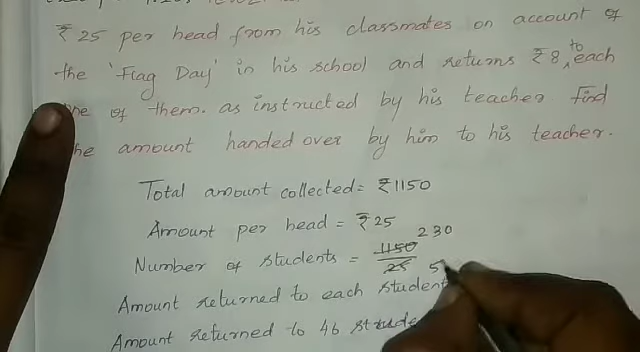 ₹25 per head from his classmates on account of
the 'Flag Day' in his school and returns ₹8 to each
of them. as instructed by his teacher Find
the amount handed over by him to his teacher.
Total amount collected = ₹1150
Amount per head = ₹25
Number of students = 1150/25 230 5
Amount returned to each student
Amount returned to 46